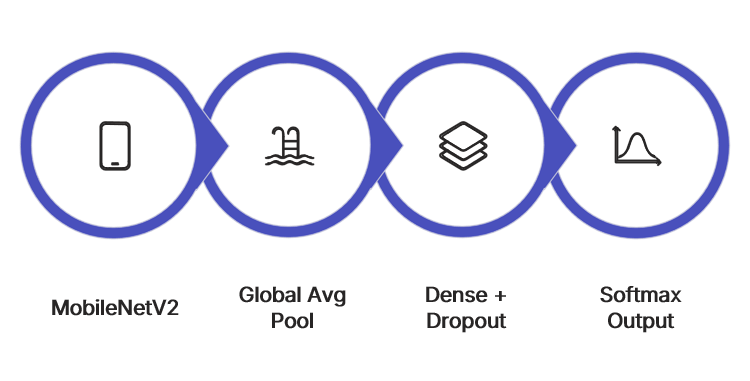 MobileNetV2
Global Avg
Pool
Dense +
Dropout
Softmax
Output